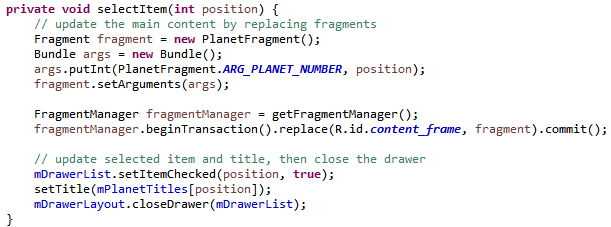 private void selectItem(int position) {
    // update the main content by replacing fragments
    Fragment fragment = new PlanetFragment();
    Bundle args = new Bundle();
    args.putInt(PlanetFragment.ARG_PLANET_NUMBER, position);
    fragment.setArguments(args);

    FragmentManager fragmentManager = getFragmentManager();
    fragmentManager.beginTransaction().replace(R.id.content_frame, fragment).commit();

    // update selected item and title, then close the drawer
    mDrawerList.setItemChecked(position, true);
    setTitle(mPlanetTitles[position]);
    mDrawerLayout.closeDrawer(mDrawerList);
}